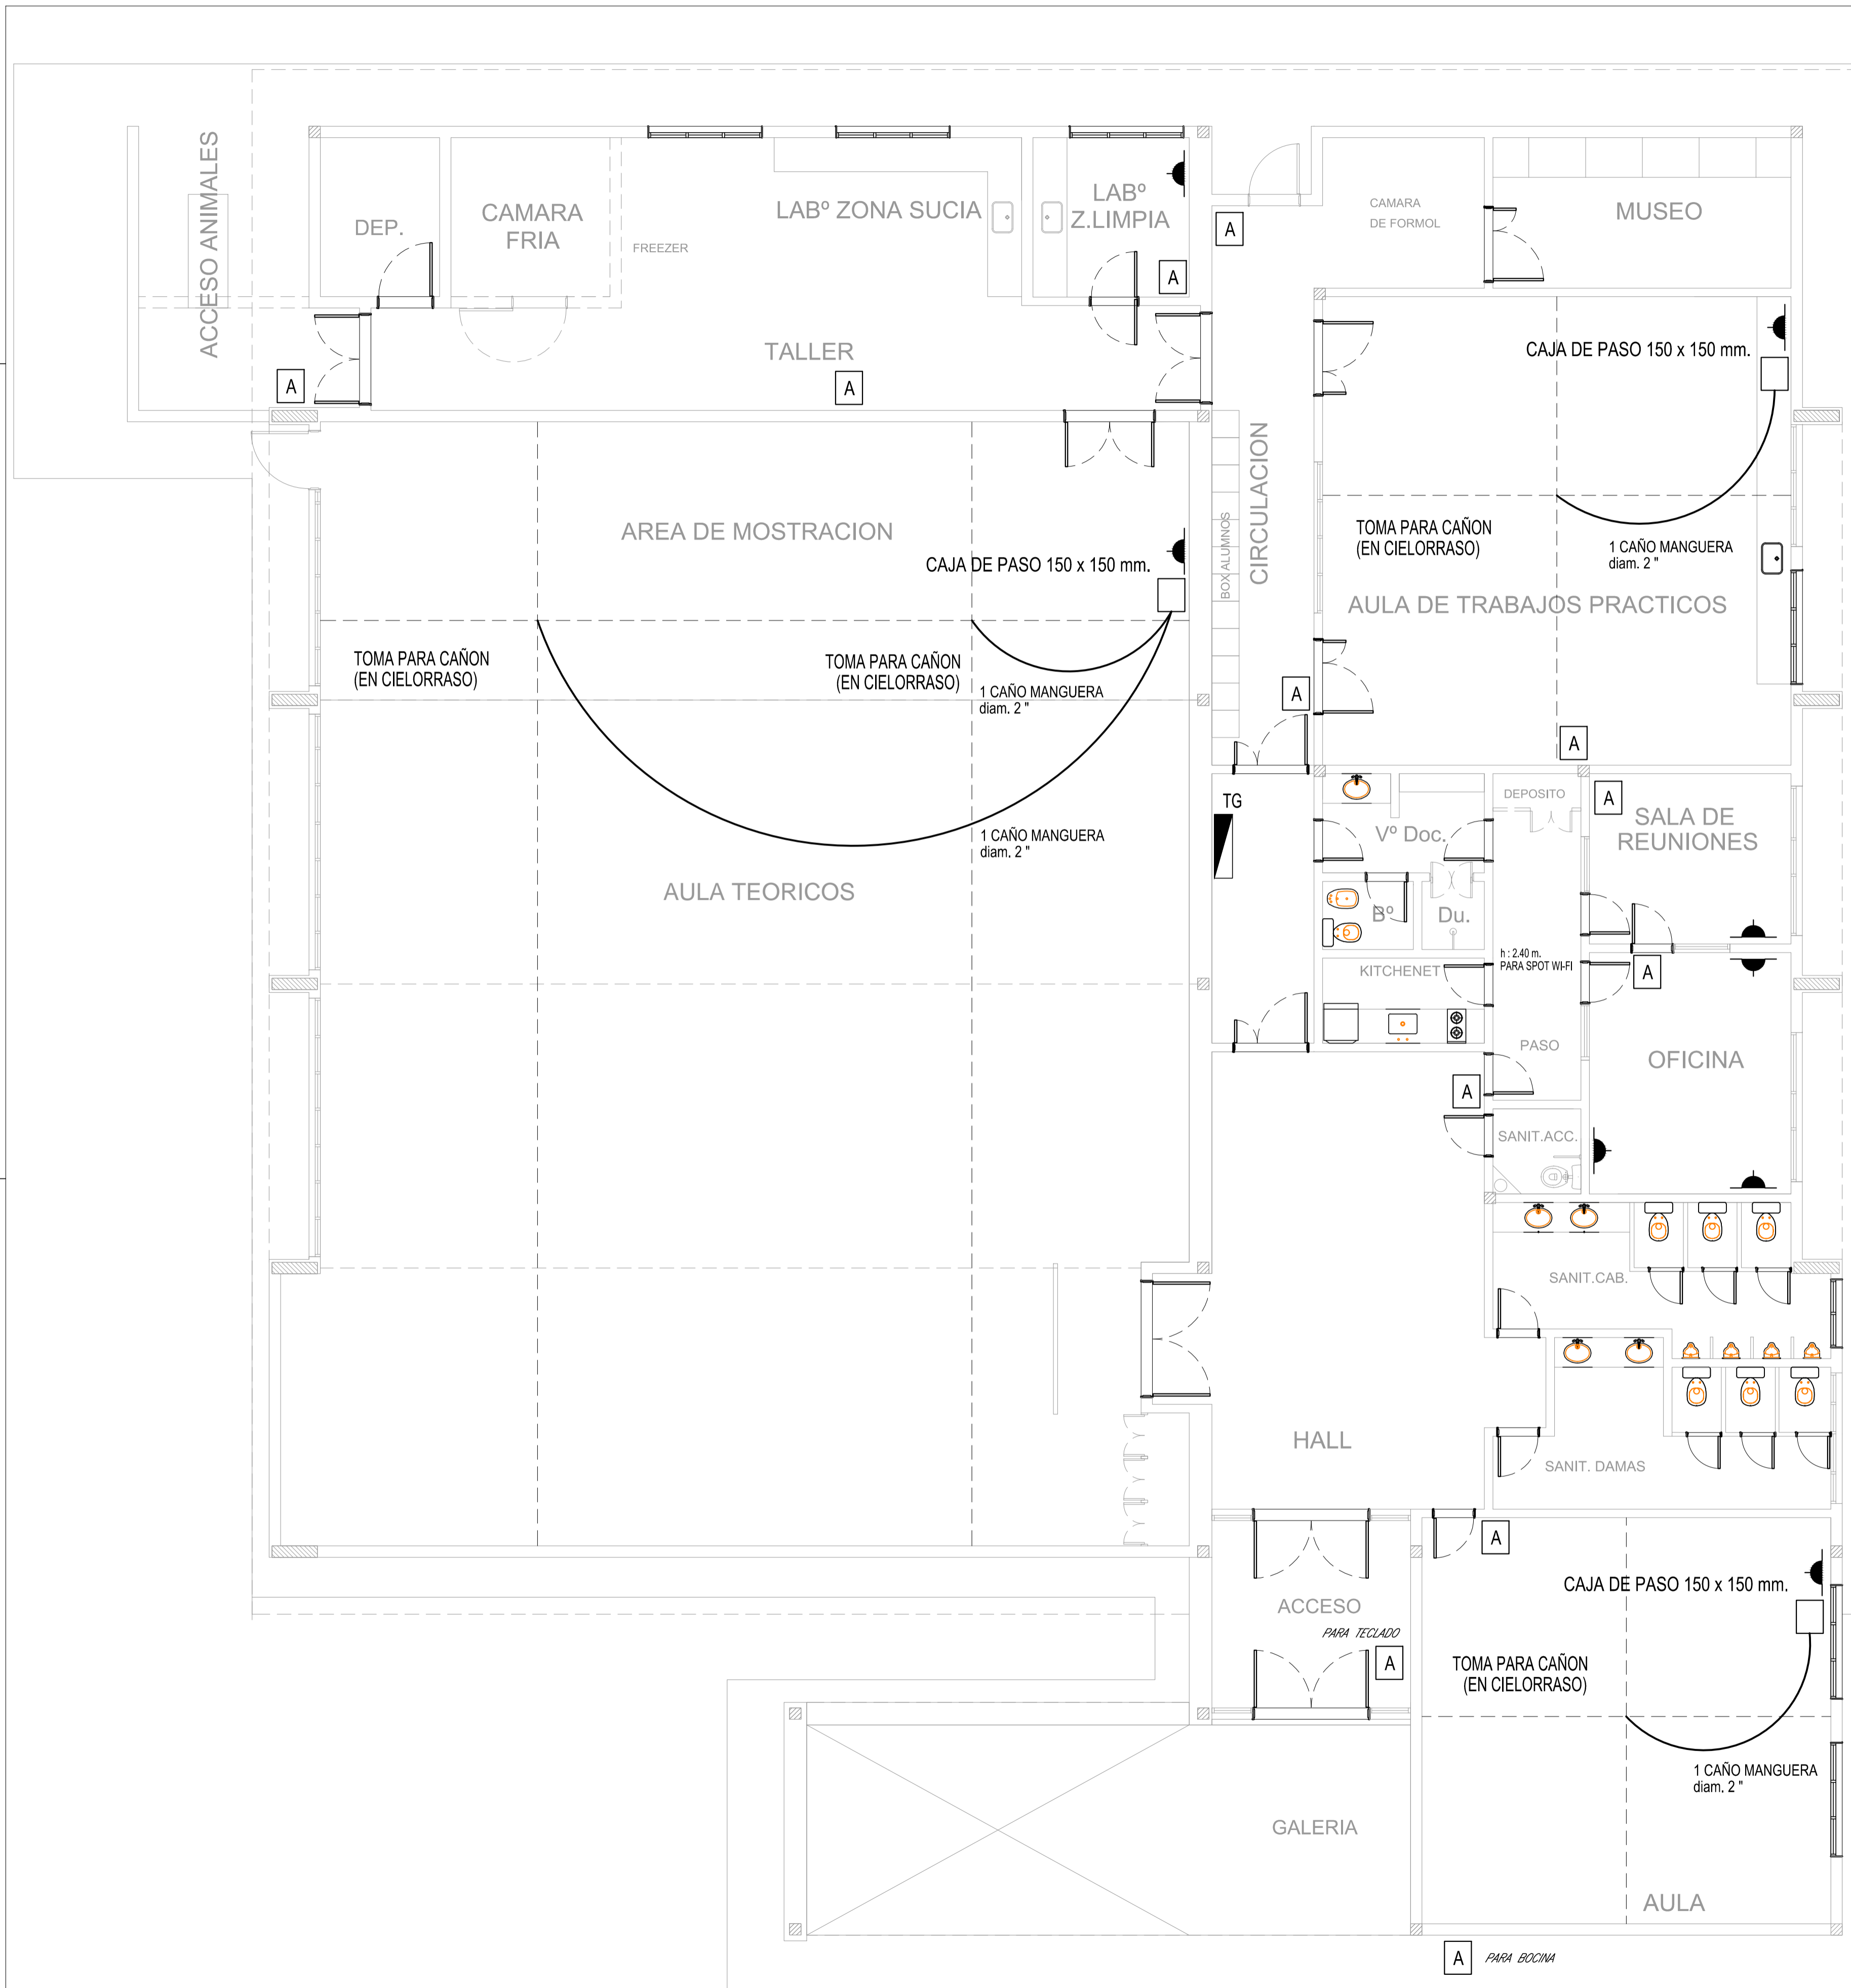 ACCESO ANIMALES
DEP.
CAMARA
FRIA
FREEZER
LABº ZONA SUCIA
LABº
Z.LIMPIA
A
A
CAMARA
DE FORMOL
MUSEO
TALLER
A
A
CAJA DE PASO 150 x 150 mm.
AREA DE MOSTRACION
CAJA DE PASO 150 x 150 mm.
BOX ALUMNOS
CIRCULACION
TOMA PARA CAÑON
(EN CIELORRASO)
1 CAÑO MANGUERA
diam. 2 "
AULA DE TRABAJOS PRACTICOS
TOMA PARA CAÑON
(EN CIELORRASO)
TOMA PARA CAÑON
(EN CIELORRASO)
1 CAÑO MANGUERA
diam. 2 "
A
A
1 CAÑO MANGUERA
diam. 2 "
AULA TEORICOS
TG
Vº Doc.
DEPOSITO
A
SALA DE
REUNIONES
Bº
Du.
h : 2.40 m.
PARA SPOT WI-FI
KITCHENET
A
PASO
OFICINA
A
SANIT.ACC.
SANIT.CAB.
HALL
SANIT. DAMAS
A
CAJA DE PASO 150 x 150 mm.
ACCESO
PARA TECLADO
A
TOMA PARA CAÑON
(EN CIELORRASO)
1 CAÑO MANGUERA
diam. 2 "
GALERIA
AULA
A PARA BOCINA